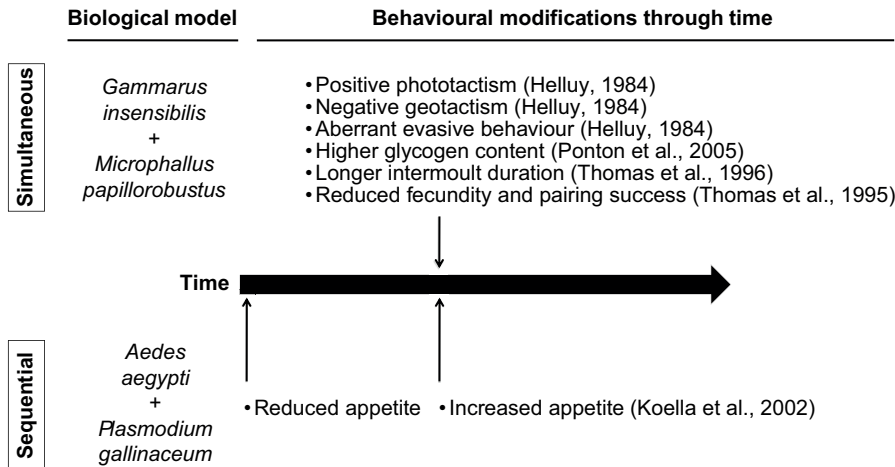 Biological model
Behavioural modifications through time
Simultaneous
Gammarus
insensibilis
+
Microphallus
papillorobustus
•Positive phototactism (Helluy, 1984)
•Negative geotactism (Helluy, 1984)
•Aberrant evasive behaviour (Helluy, 1984)
•Higher glycogen content (Ponton et al., 2005)
•Longer intermoult duration (Thomas et al., 1996)
•Reduced fecundity and pairing success (Thomas et al., 1995)
Time
Sequential
Aedes
aegypti
+
Plasmodium
gallinaceum
•Reduced appetite
•Increased appetite (Koella et al., 2002)